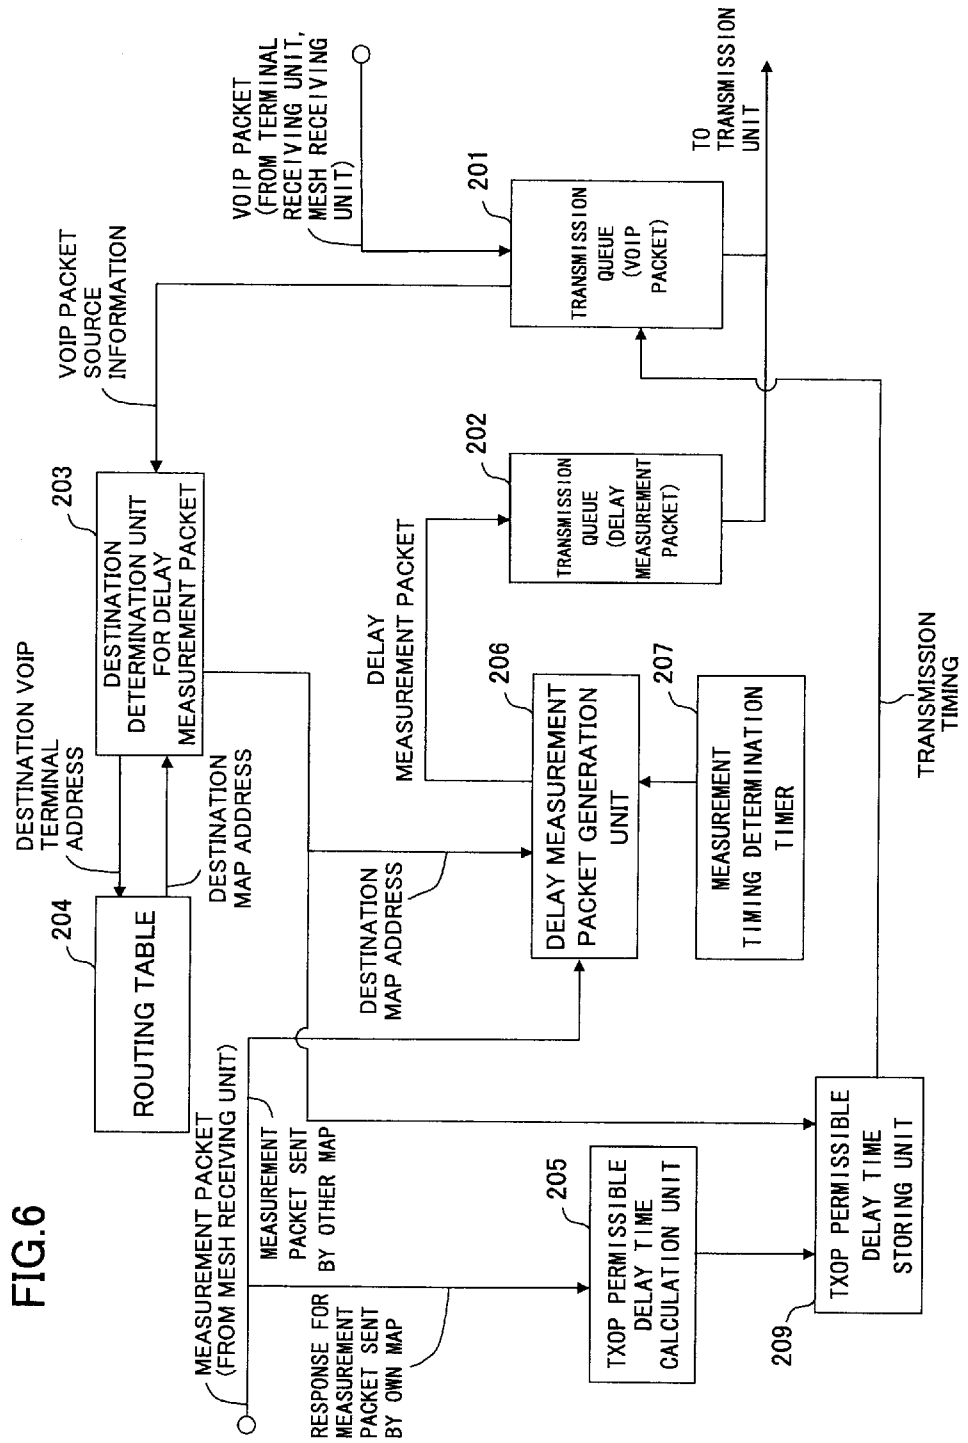 FIG.6
MEASUREMENT PACKET
(FROM MESH RECEIVING UNIT)
204
ROUTING TABLE
DESTINATION VOIP
TERMINAL
ADDRESS
DESTINATION
MAP ADDRESS
203
DESTINATION
DETERMINATION UNIT
FOR DELAY
MEASUREMENT PACKET
VOIP PACKET
SOURCE
INFORMATION
VOIP PACKET
(FROM TERMINAL
RECEIVING UNIT,
MESH RECEIVING
UNIT)
MEASUREMENT
PACKET SENT
BY OTHER MAP
RESPONSE FOR
MEASUREMENT
PACKET SENT
BY OWN MAP
DESTINATION
MAP ADDRESS
DELAY
MEASUREMENT PACKET
205
TXOP PERMISSIBLE
DELAY TIME
CALCULATION UNIT
206
DELAY MEASUREMENT
PACKET GENERATION
UNIT
202
TRANSMISSION
QUEUE
(DELAY
MEASUREMENT
PACKET)
201
TRANSMISSION
QUEUE
(VOIP
PACKET)
207
MEASUREMENT
TIMING DETERMINATION
TIMER
TO
TRANSMISSION
UNIT
209
TXOP PERMISSIBLE
DELAY TIME
STORING UNIT
TRANSMISSION
TIMING